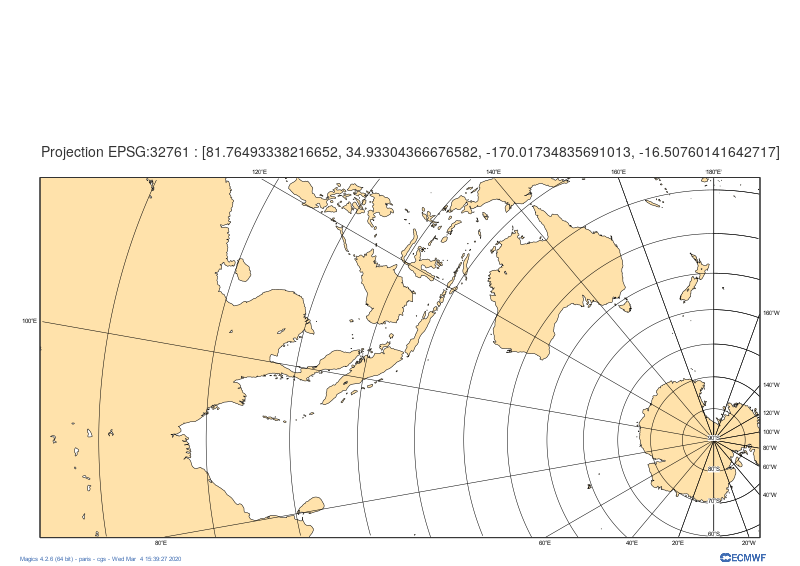 Projection EPSG:32761 : [81.76493338216652, 34.93304366676582, -170.01734835691013, -16.50760141642717]
120°E 140°E 160°E 180°E
100°E
160°W
140°W
120°W
100°W
90°S
80°W
60°W
80°S
40°W
70°S
60°S
80°E 60°E 40°E 20°E 20°W
Magics 4.2.6 (64 bit) - paris - cgs - Wed Mar 4 15:39:27 2020
ECMWF